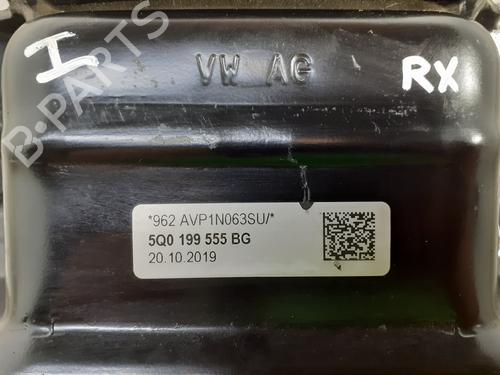 I
VW AG
RX
B-PARTS
*962 AVP1N063SU/*
5Q0 199 555 BG
20.10.2019